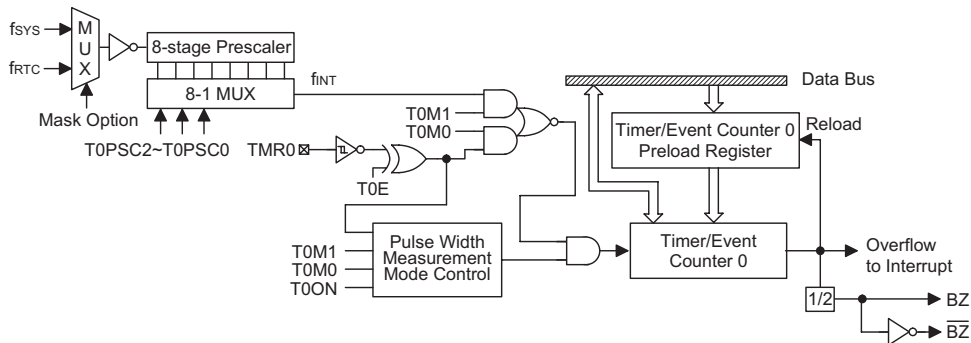 fSYS
fRTC
M
U
X
Mask Option
8-stage Prescaler
8-1 MUX
T0PSC2~T0PSC0
fINT
T0M1
T0M0
TMR0
T0E
T0M1
T0M0
T0ON
Pulse Width
Measurement
Mode Control
Data Bus
Timer/Event Counter 0
Preload Register
Reload
Timer/Event
Counter 0
Overflow
to Interrupt
1/2
BZ
B̅Z̅